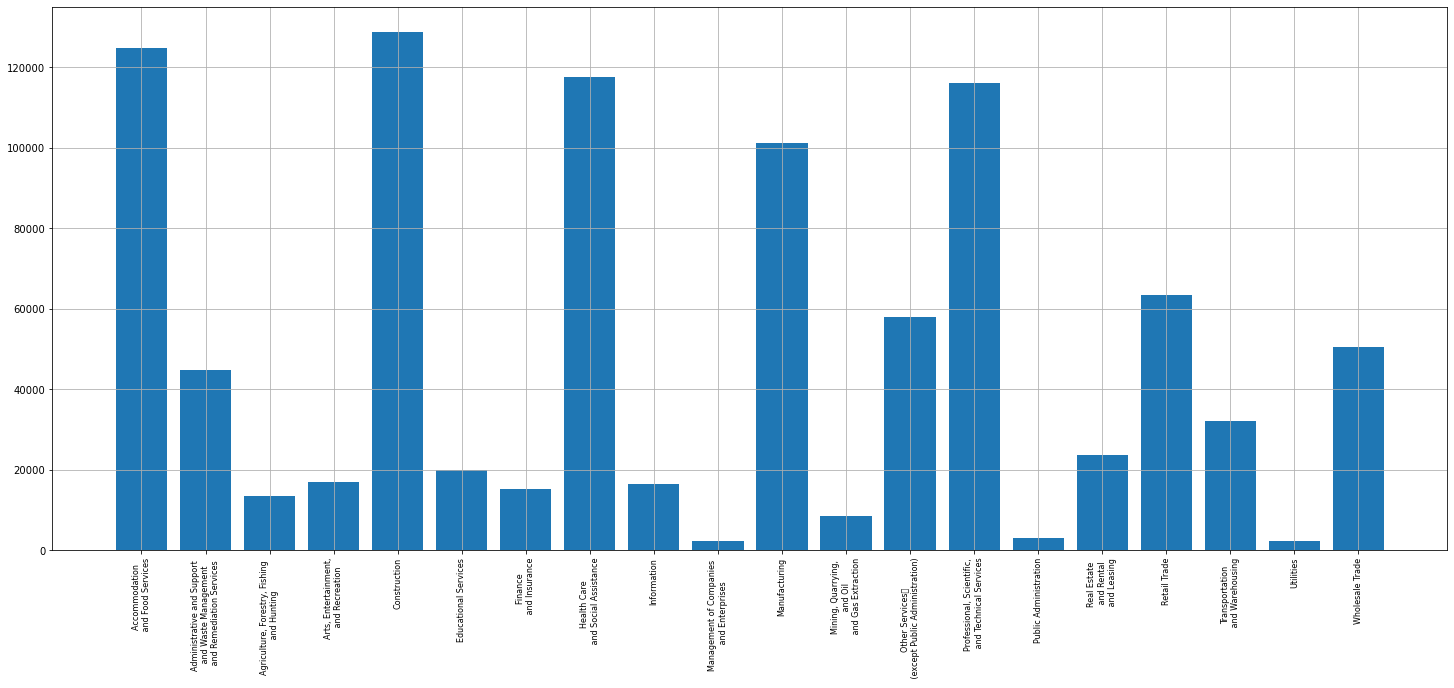 120000
100000
80000
60000
40000
20000
0
Accommodation
and Food Services
Administrative and Support
and Waste Management
and Remediation Services
Agriculture, Forestry, Fishing
and Hunting
Arts, Entertainment,
and Recreation
Construction
Educational Services
Finance
and Insurance
Health Care
and Social Assistance
Information
Management of Companies
and Enterprises
Manufacturing
Mining, Quarrying,
and Oil
and Gas Extraction
Other Services▯
(except Public Administration)
Professional, Scientific,
and Technical Services
Public Administration
Real Estate
and Rental
and Leasing
Retail Trade
Transportation
and Warehousing
Utilities
Wholesale Trade